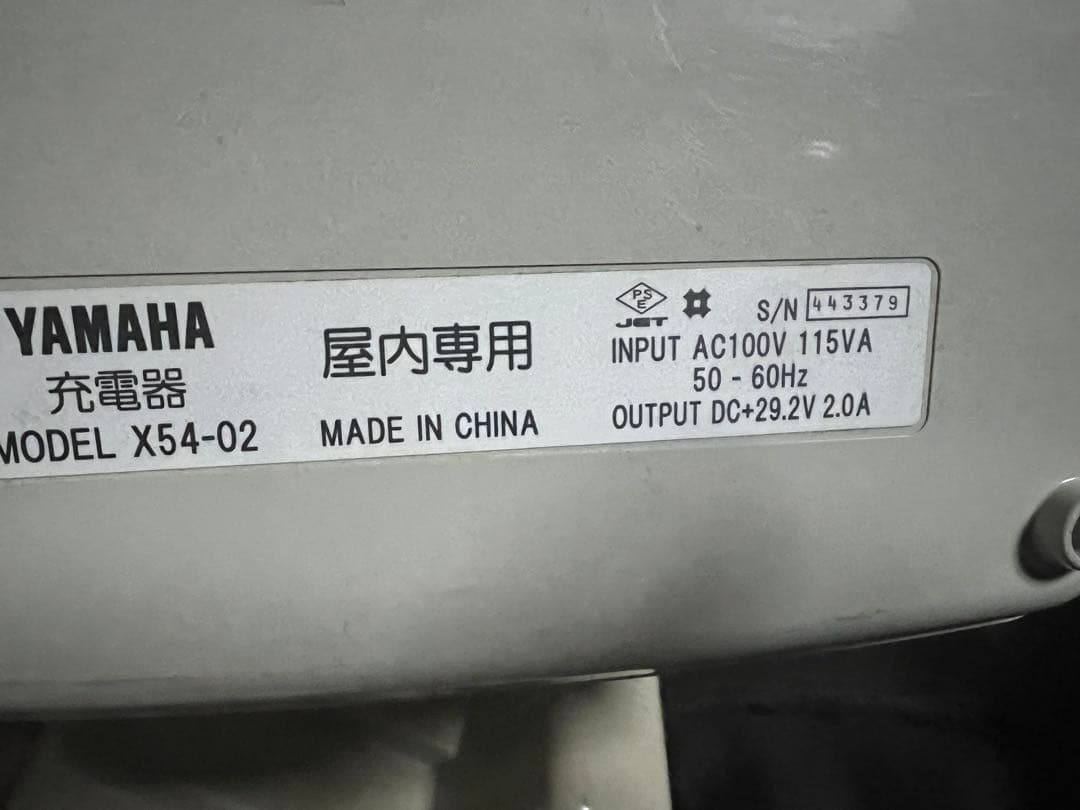 YAMAHA
充電器
MODEL X54-02
屋内専用
MADE IN CHINA
PSE
JET
S/N 443379
INPUT AC100V 115VA
50 - 60Hz
OUTPUT DC+29.2V 2.0A